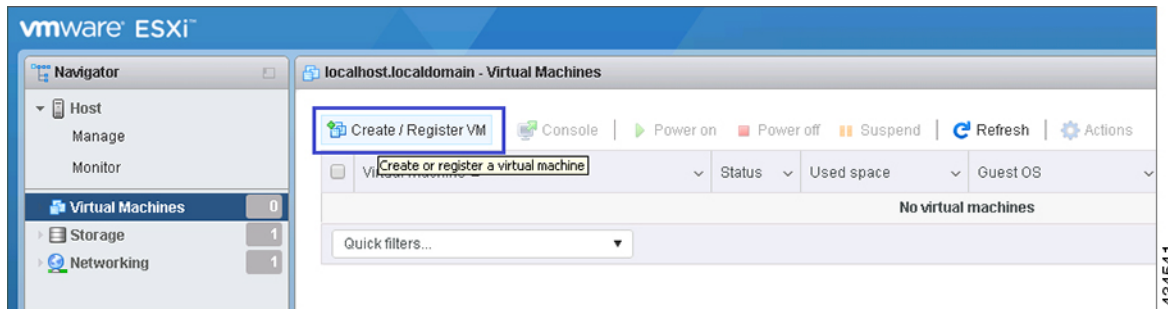 vmware ESXi™
Navigator
localhost.localdomain - Virtual Machines
Host
Manage
Monitor
Virtual Machines 0
Storage 1
Networking 1
Create / Register VM Console Power on Power off Suspend Refresh Actions
Create or register a virtual machine
Status Used space Guest OS
No virtual machines
Quick filters...